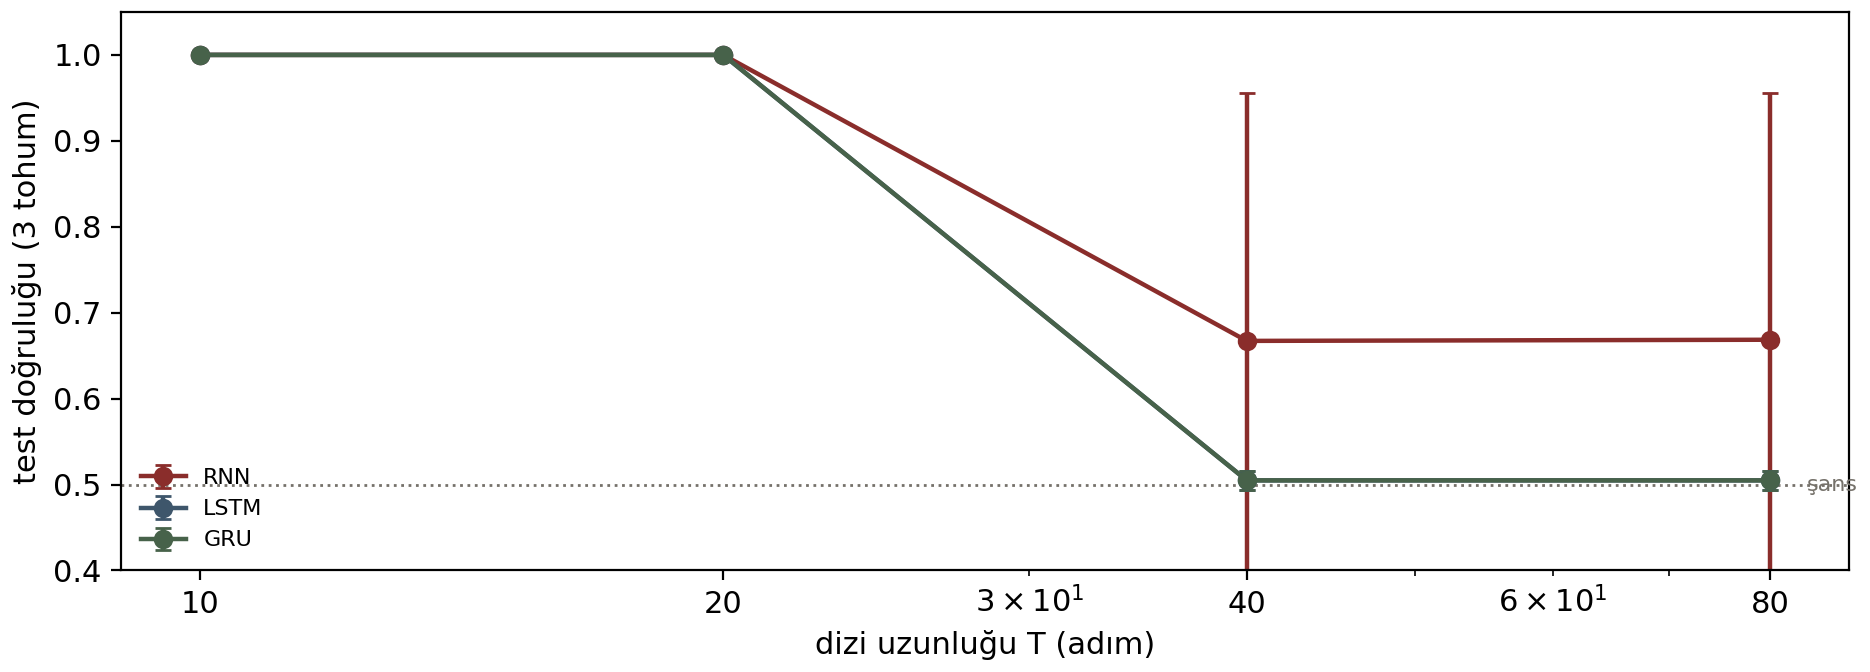 test doğruluğu (3 tohum)
1.0
0.9
0.8
0.7
0.6
0.5
0.4
RNN
LSTM
GRU
şans
10
20
3 × 10¹
40
6 × 10¹
80
dizi uzunluğu T (adım)